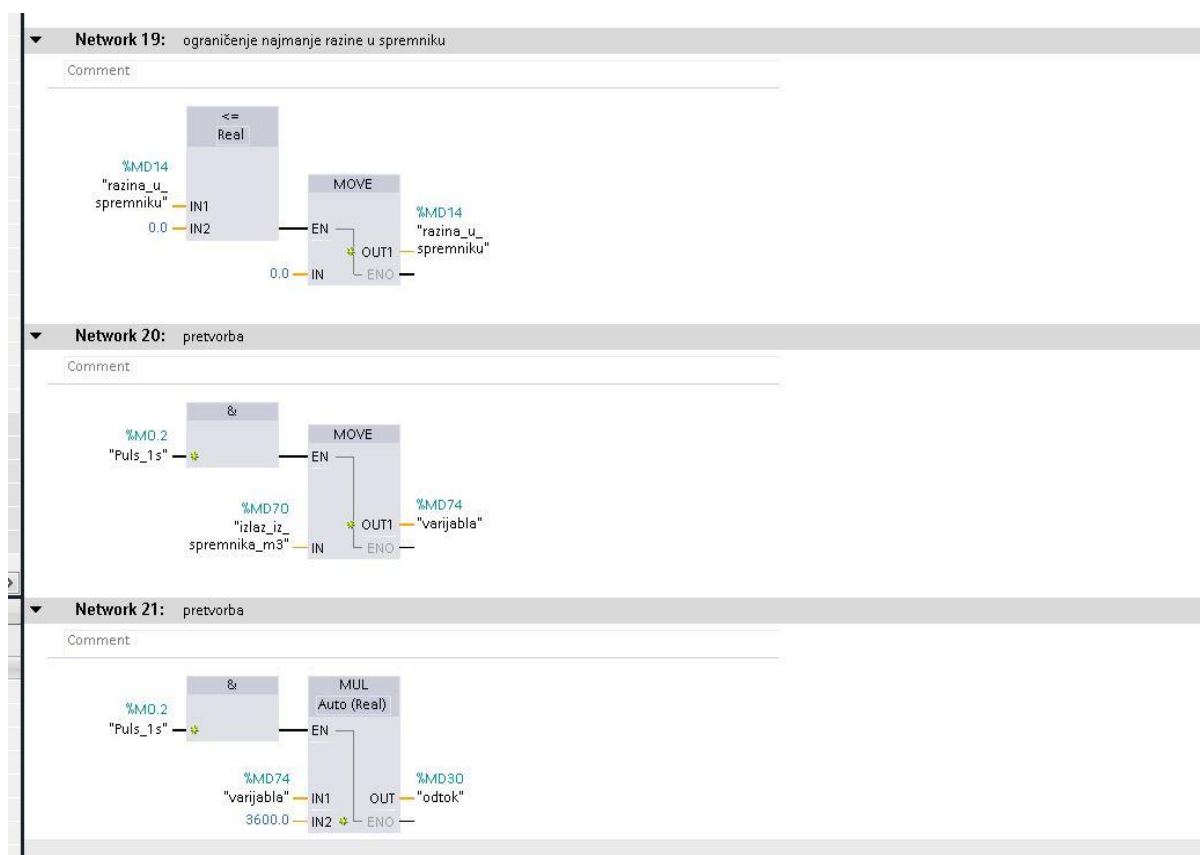 Network 19: ograničenje najmanje razine u spremniku
Comment
<=
Real
%MD14
"razina_u_
spremniku"
IN1
0.0
IN2
MOVE
EN
%MD14
"razina_u_
spremniku"
OUT1
0.0
IN
ENO
Network 20: pretvorba
Comment
&
%M0.2
"Puls_1s"
MOVE
EN
%MD70
"izlaz_iz_
spremnika_m3"
IN
%MD74
OUT1
"varijabla"
ENO
Network 21: pretvorba
Comment
&
%M0.2
"Puls_1s"
MUL
Auto (Real)
EN
%MD74
"varijabla"
IN1
%MD30
OUT
"odtok"
3600.0
IN2
ENO